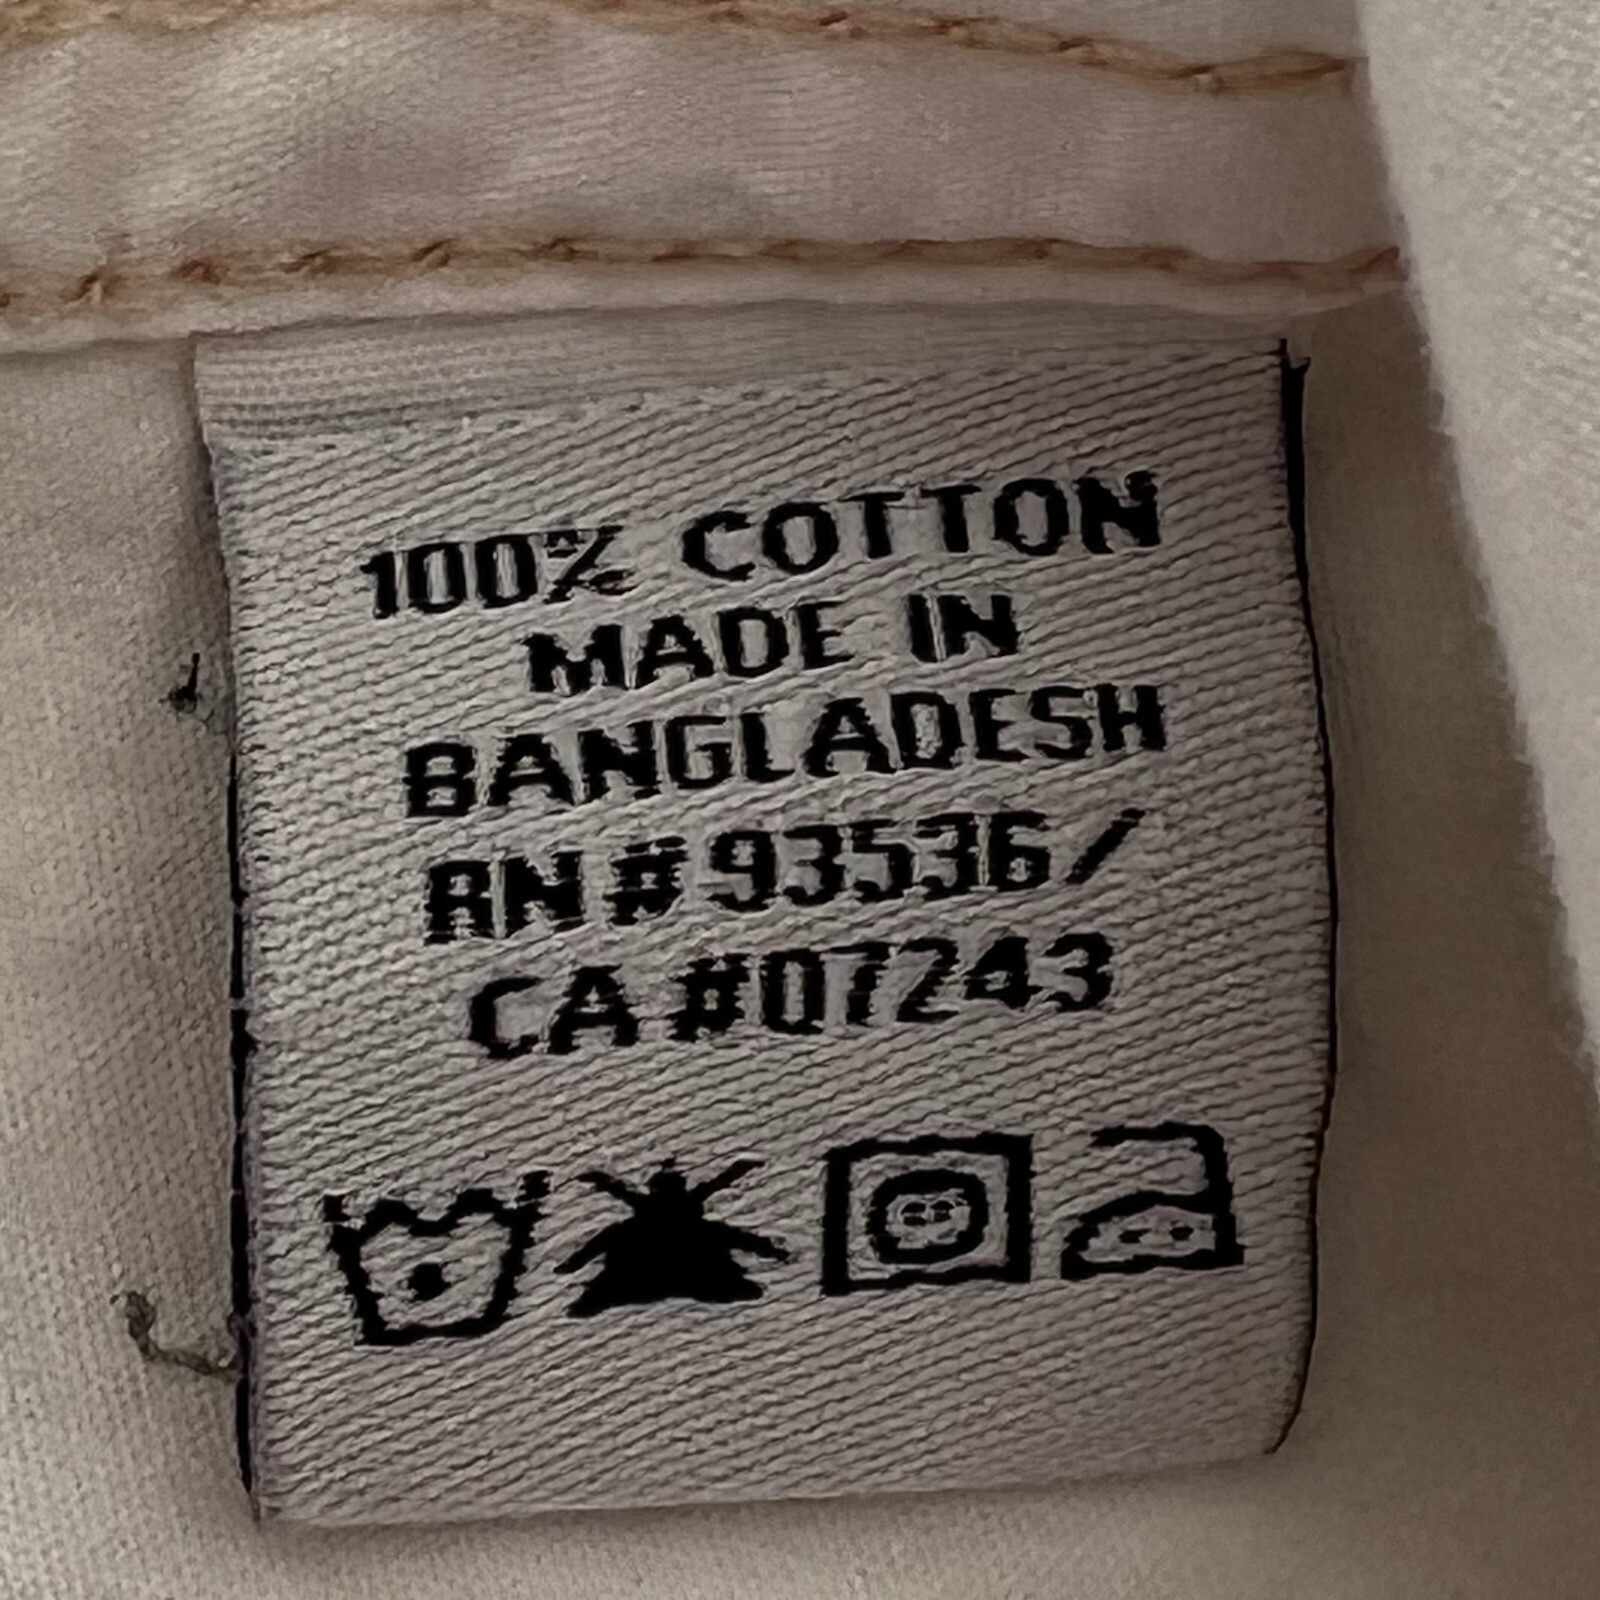 100% COTTON
MADE IN
BANGLADESH
RN#93536/
CA#07243